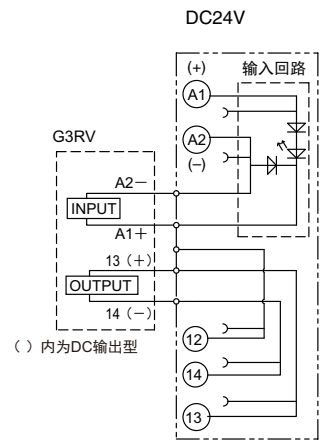 DC24V
(+)
输入回路
A1
A2
(−)
G3RV
A2−
INPUT
A1+
13（+）
OUTPUT
14（−）
（ ）内为DC输出型
12
14
13